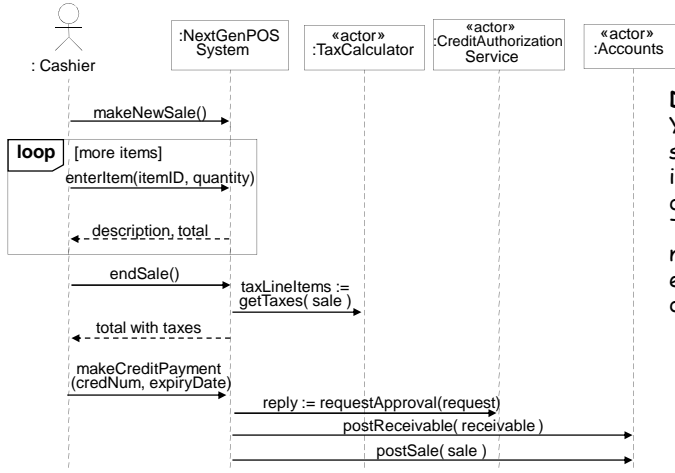 : Cashier
:NextGenPOS
System
«actor»
:TaxCalculator
«actor»
:CreditAuthorization
Service
«actor»
:Accounts
makeNewSale()
loop
[more items]
enterItem(itemID, quantity)
description, total
endSale()
taxLineItems :=
getTaxes( sale )
total with taxes
makeCreditPayment
(credNum, expiryDate)
reply := requestApproval(request)
postReceivable( receivable )
postSale( sale )